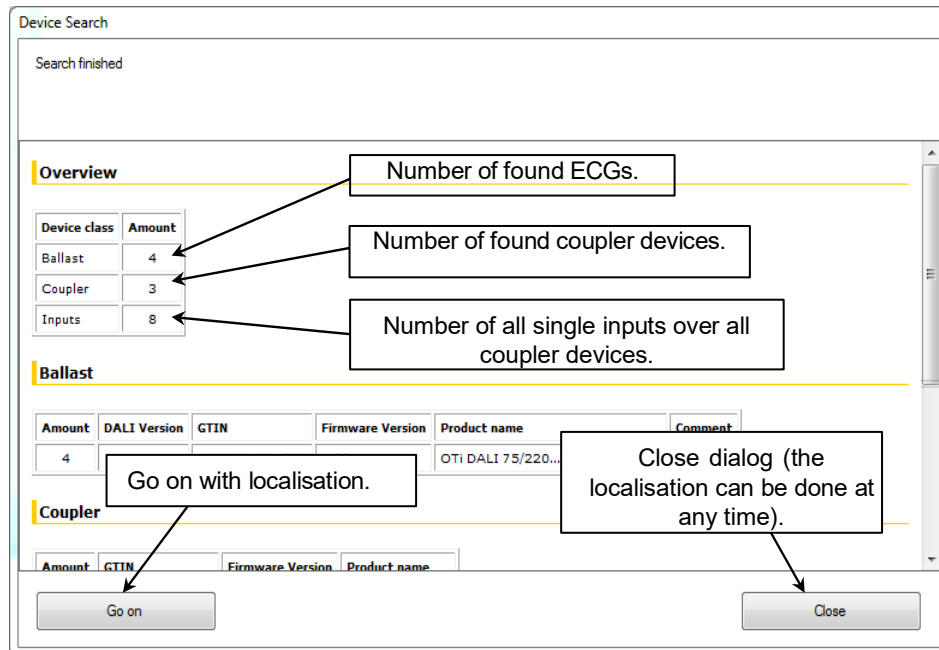 Device Search
Search finished
Overview
Number of found ECGs.
Device class Amount
Ballast 4
Number of found coupler devices.
Coupler 3
Inputs 8
Number of all single inputs over all
coupler devices.
Ballast
Amount DALI Version GTIN Firmware Version Product name Comment
4 OTi DALI 75/220...
Go on with localisation.
Close dialog (the
localisation can be done at
any time).
Coupler
Amount GTIN Firmware Version Product name
Go on
Close